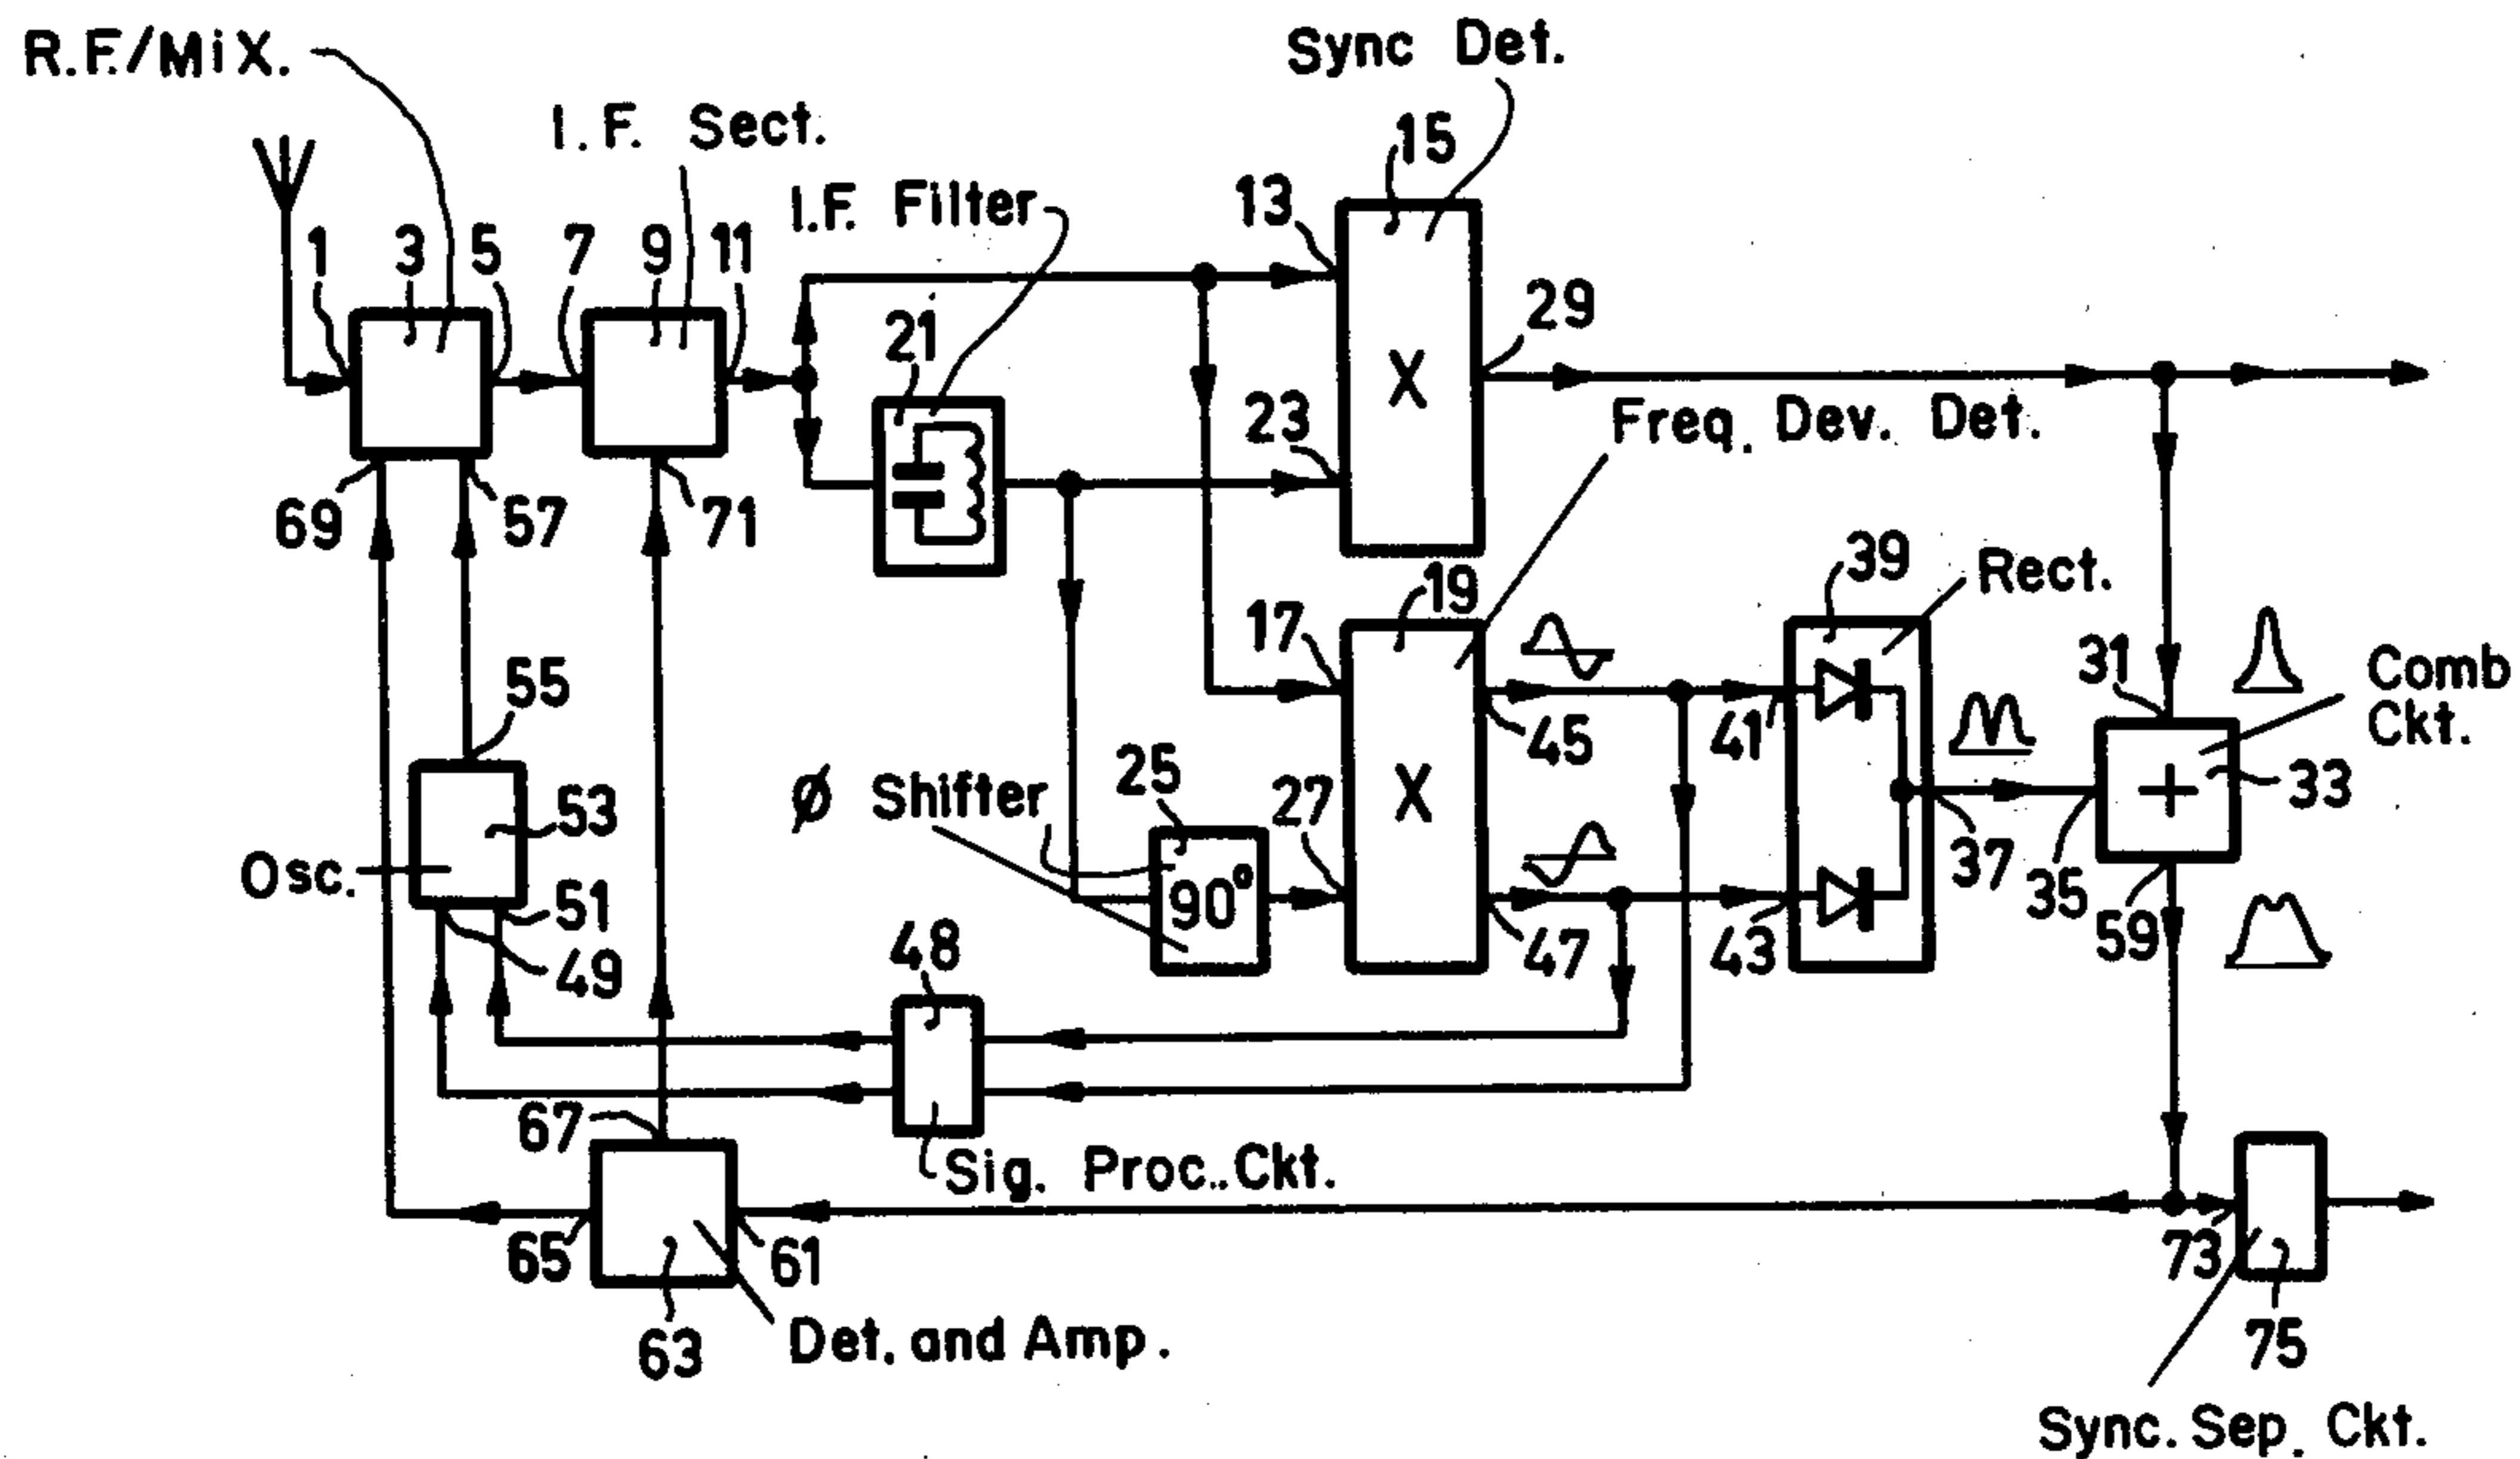 R.F./MiX.
Sync Det.
I.F. Sect.
15
I.F. Filter
13
1
3
5
7
9
11
29
21
X
23
Freq. Dev. Det.
69
57
71
39
Rect.
19
17
31
Comb
Ckt.
55
45
41
25
Ø Shifter
27
X
+
33
53
37
35
Osc.
90°
51
59
48
47
43
49
67
Sig. Proc..Ckt.
65
61
73
63
Det. and Amp.
75
Sync. Sep. Ckt.